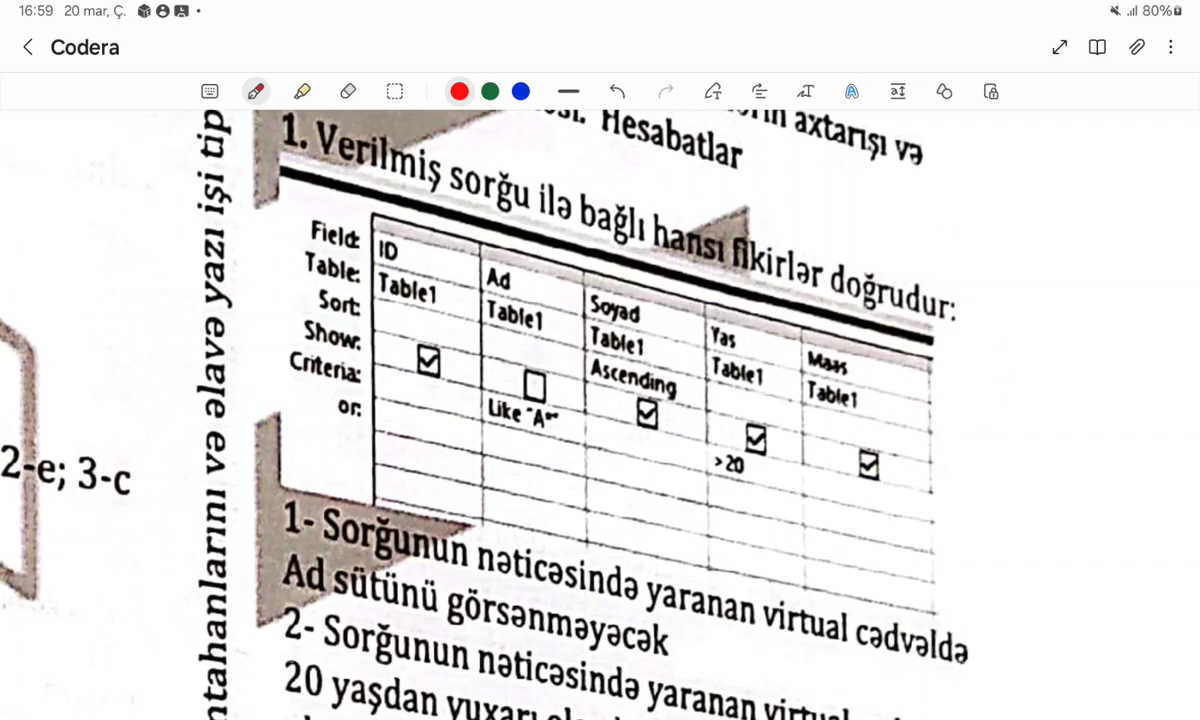 16:59 20 mar, Ç. 80%
Codera
axtarışı və
Hesabatlar
1. Verilmiş sorğu ilə bağlı hansı fikirlər doğrudur:
Field: ID Ad Soyad Yas Maas
Table: Table1 Table1 Table1 Table1 Table1
Sort: Ascending
Show:
Criteria: Like "A*" >20
or:
1- Sorğunun nəticəsində yaranan virtual cədvəldə
Ad sütünü görsənməyəcək
2- Sorğunun nəticəsində yaranan
20 yaşdan yuxarı
2-e; 3-c
yazı işi tip
ntahanlarını və əlavə